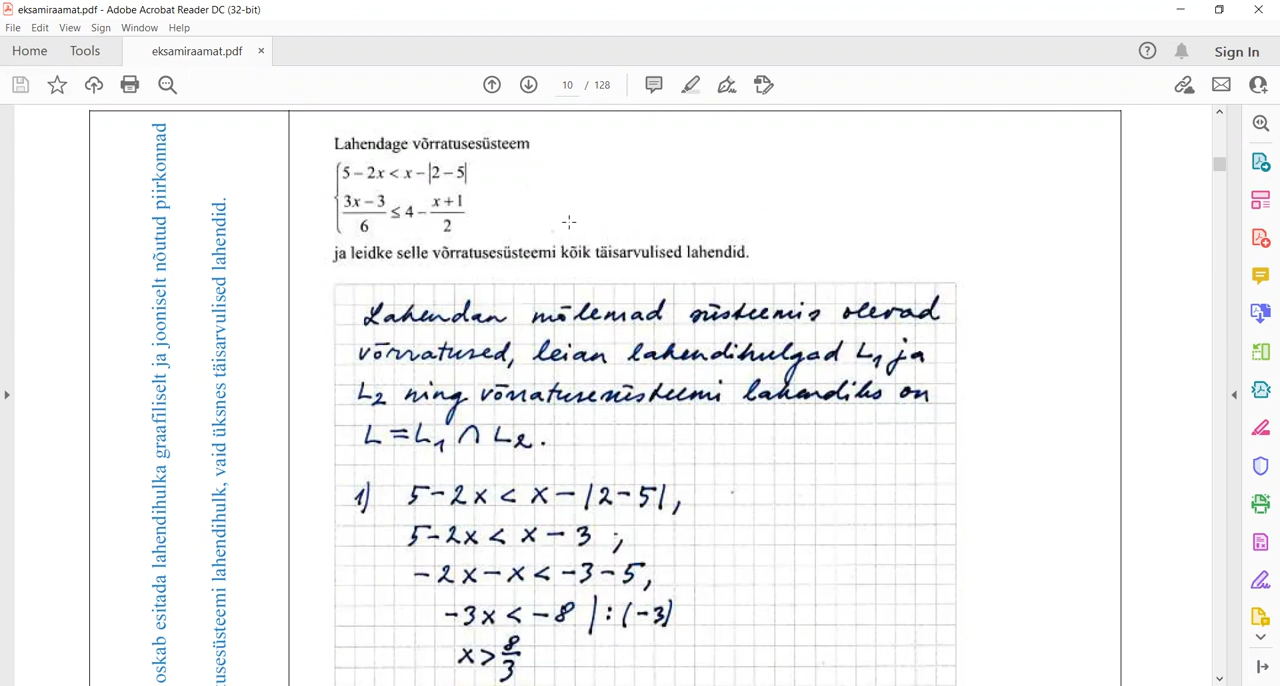 eksamiraamat.pdf - Adobe Acrobat Reader DC (32-bit)
File Edit View Sign Window Help
Home Tools eksamiraamat.pdf × Sign In
10 / 128
oskab esitada lahendihulka graafiliselt ja jooniselt nõutud piirkonnad
usesüsteemi lahendihulk, vaid üksnes täisarvulised lahendid.
Lahendage võrratusesüsteem
5 − 2x < x − |2 − 5|
(3x − 3)/6 ≤ 4 − (x + 1)/2
ja leidke selle võrratusesüsteemi kõik täisarvulised lahendid.
Lahendan mõlemad süsteemis olevad
võrratused, leian lahendihulgad L₁ ja
L₂ ning võrratusesüsteemi lahendiks on
L = L₁ ∩ L₂.
1) 5 − 2x < x − |2 − 5|,
5 − 2x < x − 3 ;
− 2x − x < − 3 − 5,
− 3x < − 8 | : (−3)
x > 8/3